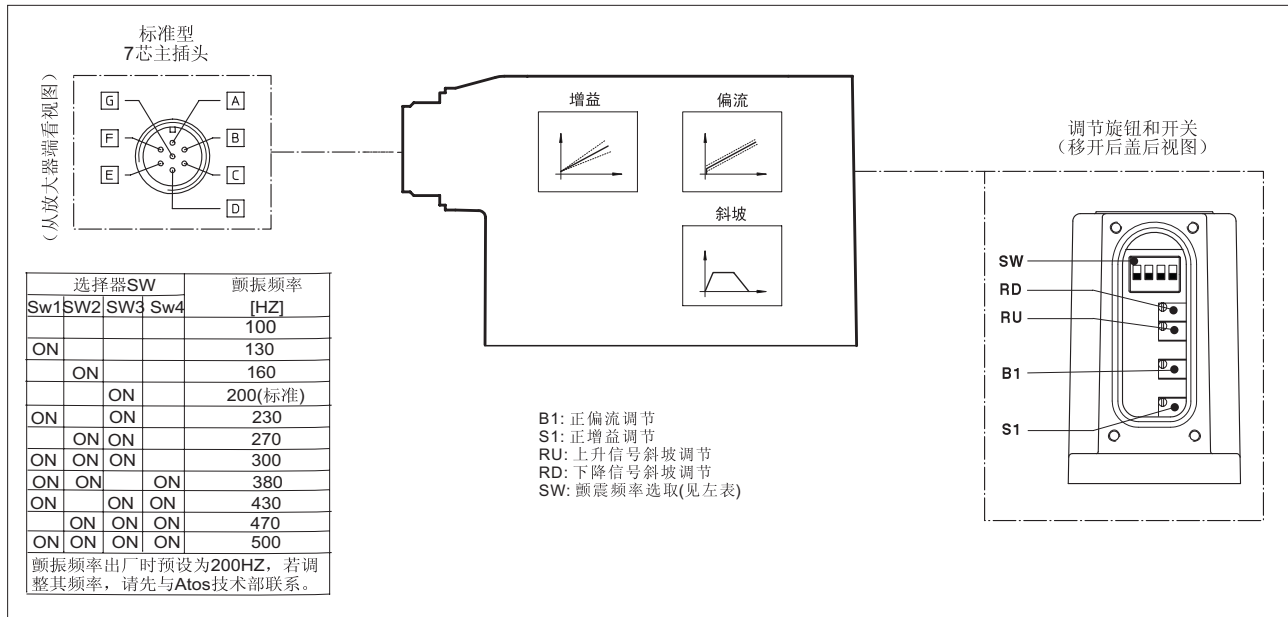 标准型
7芯主插头
(从放大器端看视图)
G
A
F
B
E
C
D
增益
偏流
斜坡
调节旋钮和开关
(移开后盖后视图)
SW
RD
RU
B1
S1
选择器SW 颤振频率
Sw1 SW2 SW3 Sw4 [HZ]
100
ON 130
ON 160
ON 200(标准)
ON ON 230
ON ON 270
ON ON ON 300
ON ON ON 380
ON ON ON 430
ON ON ON 470
ON ON ON ON 500
颤振频率出厂时预设为200HZ，若调
整其频率，请先与Atos技术部联系。
B1: 正偏流调节
S1: 正增益调节
RU: 上升信号斜坡调节
RD: 下降信号斜坡调节
SW: 颤震频率选取(见左表)